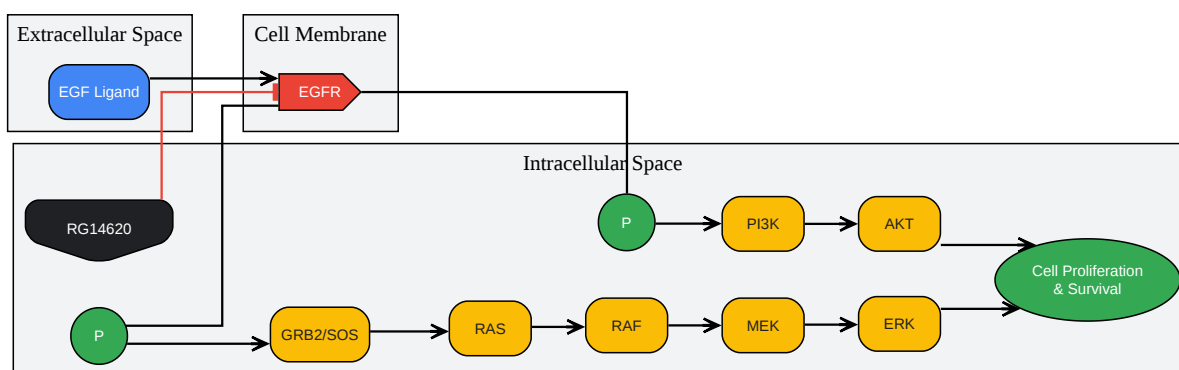 Extracellular Space
Cell Membrane
EGF Ligand
EGFR
Intracellular Space
RG14620
P
PI3K
AKT
Cell Proliferation
& Survival
P
GRB2/SOS
RAS
RAF
MEK
ERK